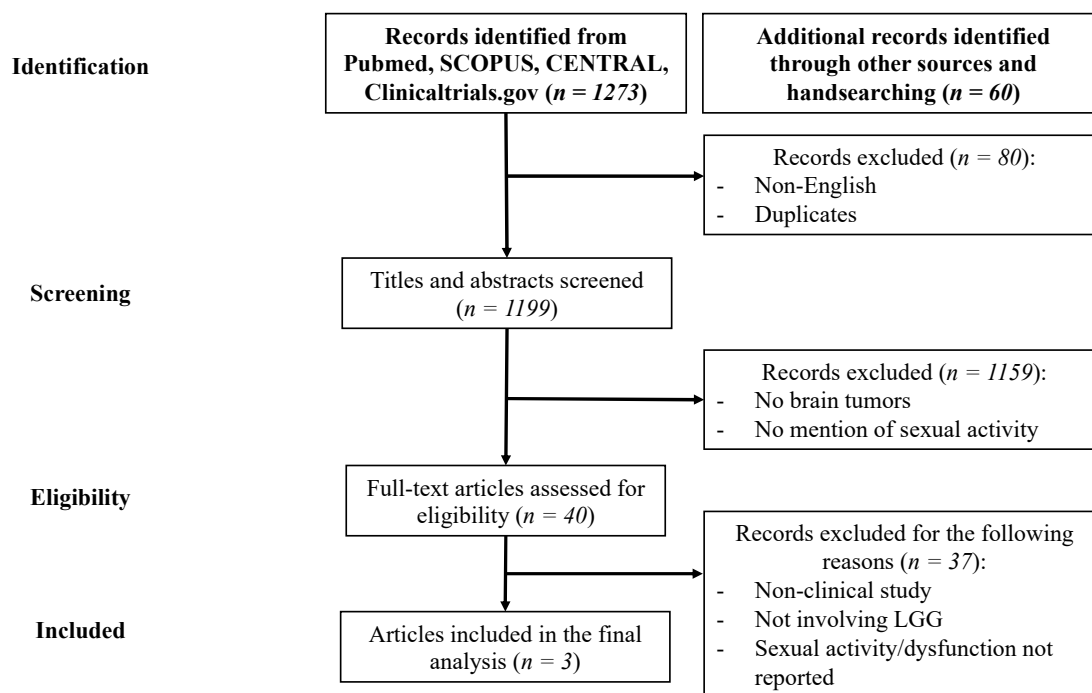 Identification
Records identified from
Pubmed, SCOPUS, CENTRAL,
Clinicaltrials.gov (n = 1273)
Additional records identified
through other sources and
handsearching (n = 60)
Records excluded (n = 80):
- Non-English
- Duplicates
Screening
Titles and abstracts screened
(n = 1199)
Records excluded (n = 1159):
- No brain tumors
- No mention of sexual activity
Eligibility
Full-text articles assessed for
eligibility (n = 40)
Records excluded for the following
reasons (n = 37):
- Non-clinical study
- Not involving LGG
- Sexual activity/dysfunction not
reported
Included
Articles included in the final
analysis (n = 3)